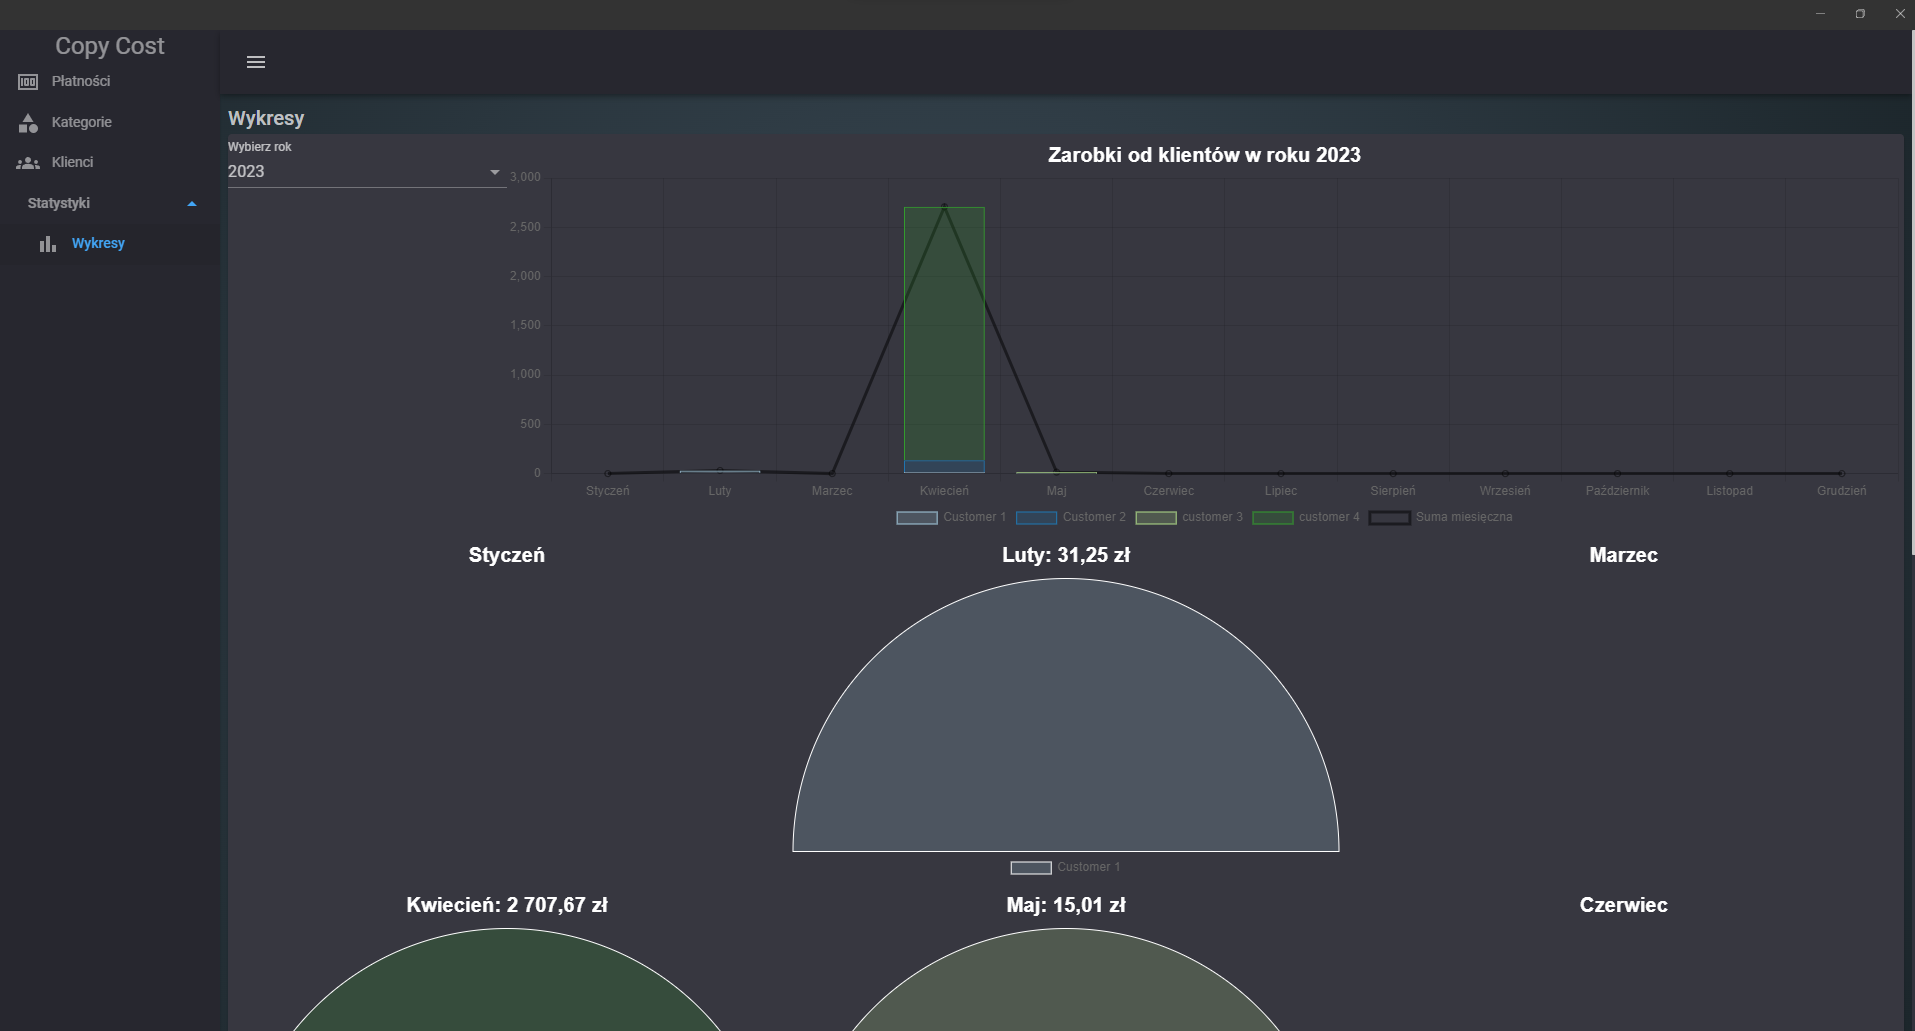 Copy Cost
Płatności
Kategorie
Klienci
Statystyki
Wykresy
Wykresy
Wybierz rok
2023
Zarobki od klientów w roku 2023
3,000
2,500
2,000
1,500
1,000
500
0
Styczeń Luty Marzec Kwiecień Maj Czerwiec Lipiec Sierpień Wrzesień Październik Listopad Grudzień
Customer 1 Customer 2 customer 3 customer 4 Suma miesięczna
Styczeń Luty: 31,25 zł Marzec
Customer 1
Kwiecień: 2 707,67 zł Maj: 15,01 zł Czerwiec